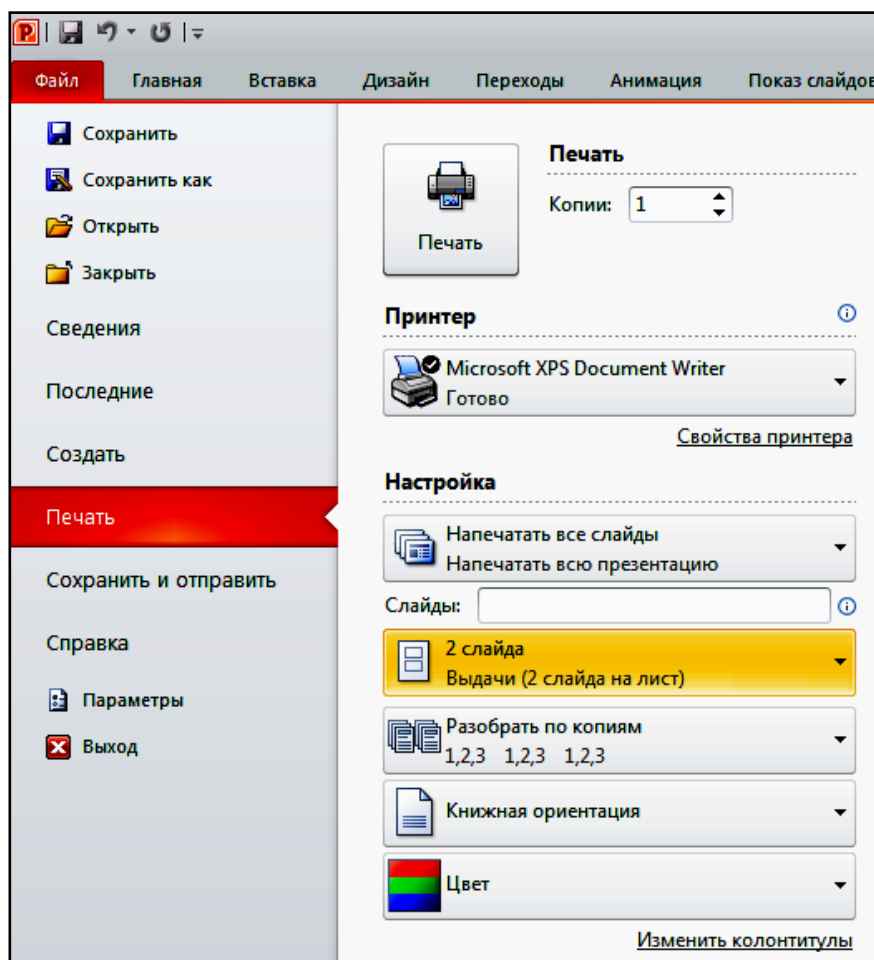 Файл Главная Вставка Дизайн Переходы Анимация Показ слайдов
Сохранить
Сохранить как
Открыть
Закрыть
Сведения
Последние
Создать
Печать
Сохранить и отправить
Справка
Параметры
Выход
Печать
Печать
Копии: 1
Принтер
Microsoft XPS Document Writer
Готово
Свойства принтера
Настройка
Напечатать все слайды
Напечатать всю презентацию
Слайды:
2 слайда
Выдачи (2 слайда на лист)
Разобрать по копиям
1,2,3 1,2,3 1,2,3
Книжная ориентация
Цвет
Изменить колонтитулы